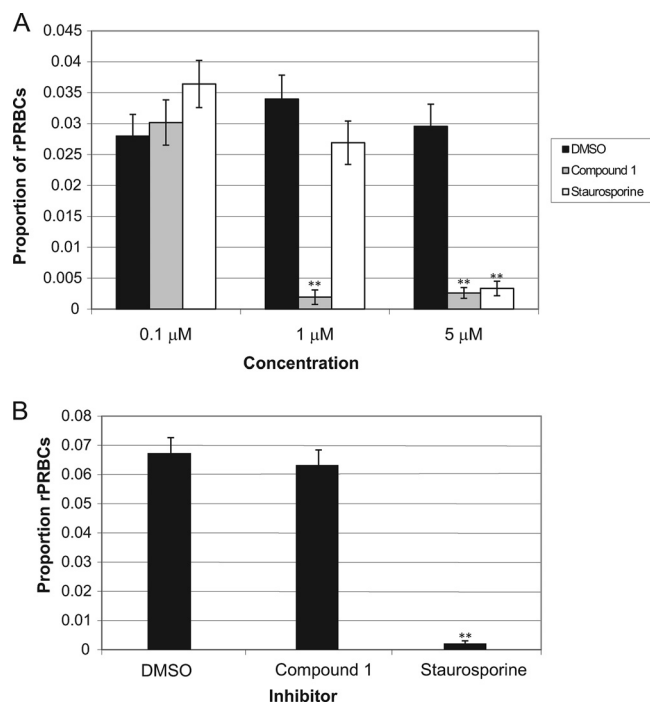 A
0.045
0.04
0.035
0.03
0.025
0.02
0.015
0.01
0.005
0
Proportion of rPRBCs
**
** **
0.1 μM 1 μM 5 μM
Concentration
DMSO
Compound 1
Staurosporine
B
0.08
0.07
0.06
0.05
0.04
0.03
0.02
0.01
0
Proportion rPRBCs
**
DMSO Compound 1 Staurosporine
Inhibitor